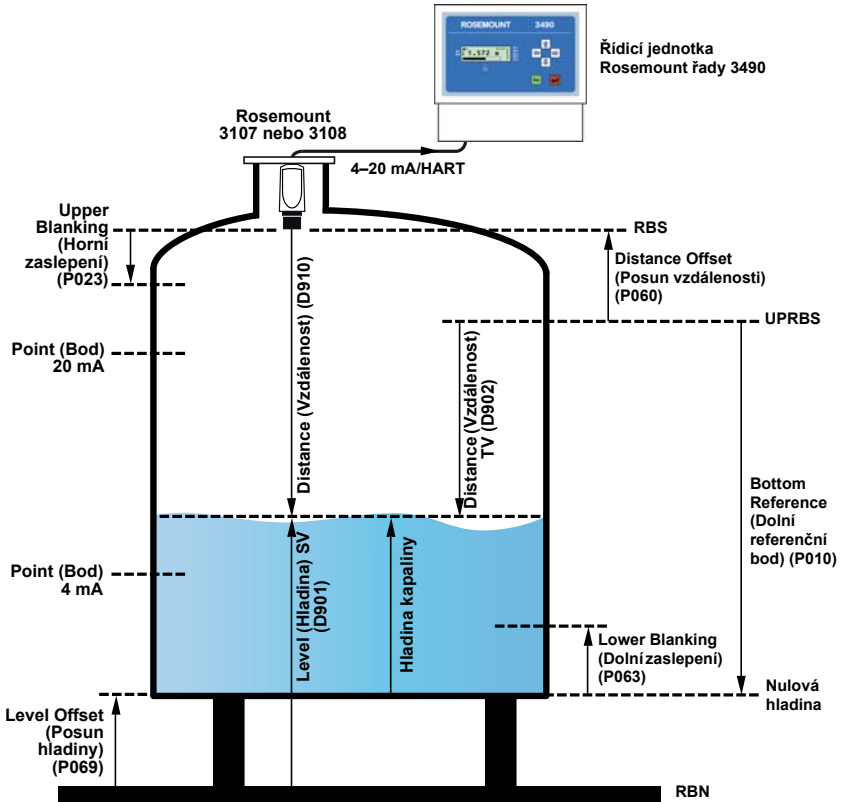 ROSEMOUNT 3490
1.572 m
Řídicí jednotka
Rosemount řady 3490
Rosemount
3107 nebo 3108
4–20 mA/HART
Upper
Blanking
(Horní
zaslepení)
(P023)
RBS
Distance Offset
(Posun vzdálenosti)
(P060)
UPRBS
Point (Bod)
20 mA
Distance (Vzdálenost) (D910)
Distance (Vzdálenost)
TV (D902)
Bottom
Reference
(Dolní
referenční
bod) (P010)
Point (Bod)
4 mA
Level (Hladina) SV
(D901)
Hladina kapaliny
Lower Blanking
(Dolní zaslepení)
(P063)
Nulová
hladina
Level Offset
(Posun
hladiny)
(P069)
RBN